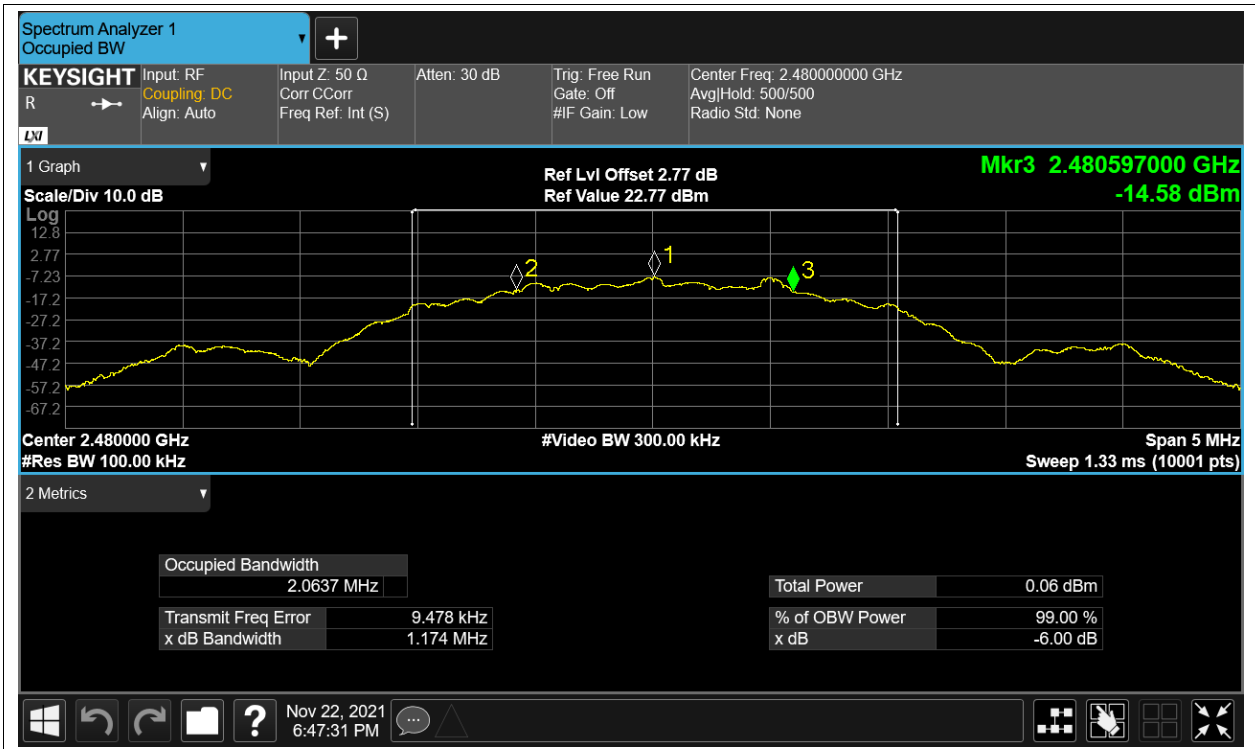 Spectrum Analyzer 1
Occupied BW
KEYSIGHT
R
LXI
Input: RF
Coupling: DC
Align: Auto
Input Z: 50 Ω
Corr CCorr
Freq Ref: Int (S)
Atten: 30 dB
Trig: Free Run
Gate: Off
#IF Gain: Low
Center Freq: 2.480000000 GHz
Avg|Hold: 500/500
Radio Std: None
1 Graph
Scale/Div 10.0 dB
Ref Lvl Offset 2.77 dB
Ref Value 22.77 dBm
Mkr3 2.480597000 GHz
-14.58 dBm
Log
12.8
2.77
-7.23
-17.2
-27.2
-37.2
-47.2
-57.2
-67.2
2
1
3
Center 2.480000 GHz
#Res BW 100.00 kHz
#Video BW 300.00 kHz
Span 5 MHz
Sweep 1.33 ms (10001 pts)
2 Metrics
Occupied Bandwidth
2.0637 MHz
Transmit Freq Error 9.478 kHz
x dB Bandwidth 1.174 MHz
Total Power 0.06 dBm
% of OBW Power 99.00 %
x dB -6.00 dB
?
Nov 22, 2021
6:47:31 PM